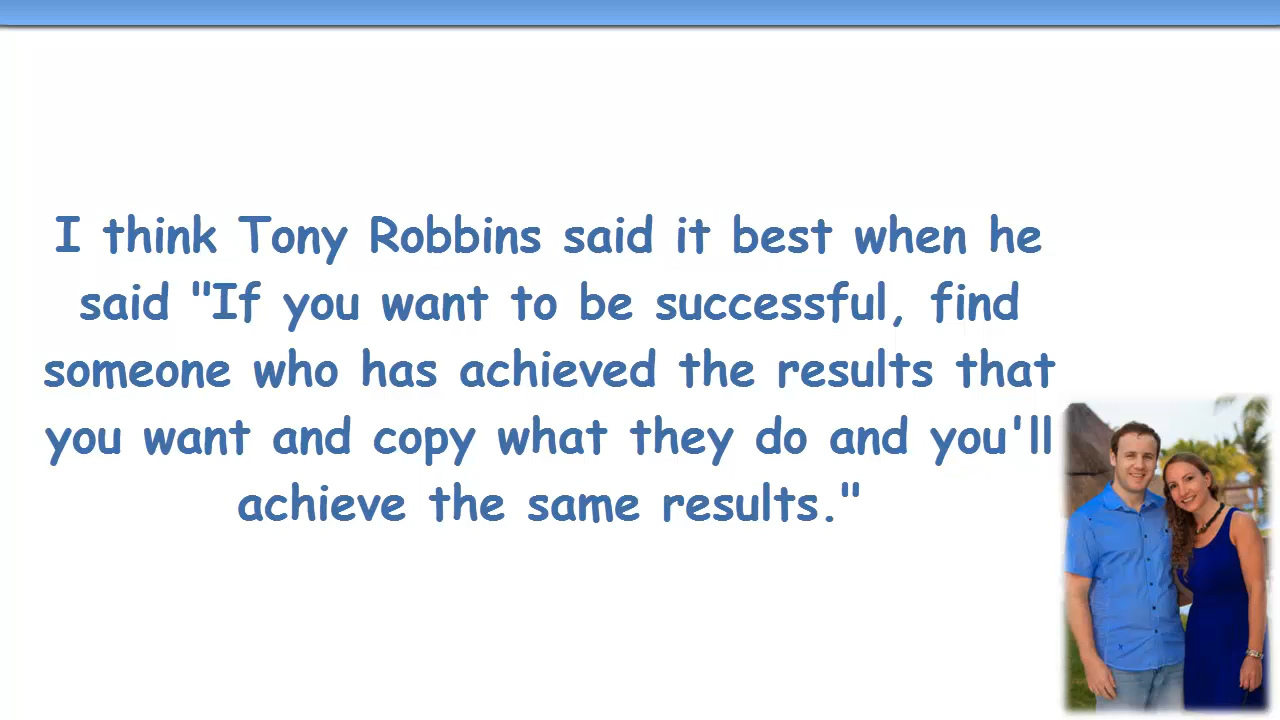 I think Tony Robbins said it best when he
said "If you want to be successful, find
someone who has achieved the results that
you want and copy what they do and you'll
achieve the same results."